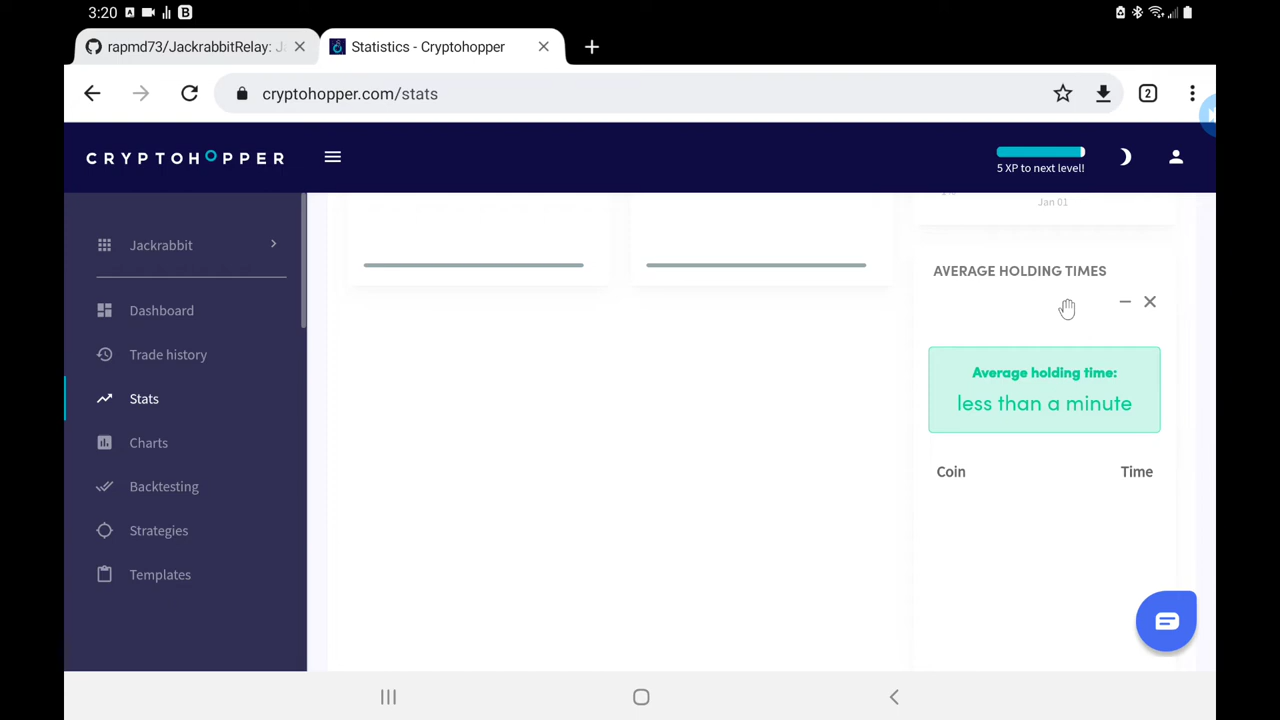 3:20
rapmd73/JackrabbitRelay: J
Statistics - Cryptohopper
cryptohopper.com/stats
2
CRYPTOHOPPER
5 XP to next level!
Jackrabbit
Dashboard
Trade history
Stats
Charts
Backtesting
Strategies
Templates
Jan 01
AVERAGE HOLDING TIMES
Average holding time:
less than a minute
Coin Time